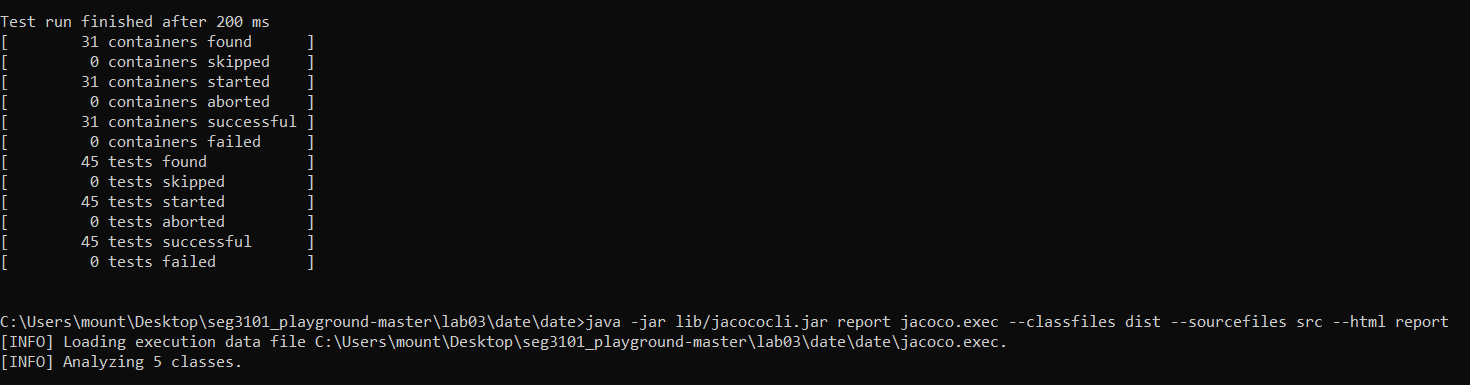 Test run finished after 200 ms
[        31 containers found      ]
[         0 containers skipped    ]
[        31 containers started    ]
[         0 containers aborted    ]
[        31 containers successful ]
[         0 containers failed     ]
[        45 tests found           ]
[         0 tests skipped         ]
[        45 tests started         ]
[         0 tests aborted         ]
[        45 tests successful      ]
[         0 tests failed          ]
C:\Users\mount\Desktop\seg3101_playground-master\lab03\date\date>java -jar lib/jacococli.jar report jacoco.exec --classfiles dist --sourcefiles src --html report
[INFO] Loading execution data file C:\Users\mount\Desktop\seg3101_playground-master\lab03\date\date\jacoco.exec.
[INFO] Analyzing 5 classes.